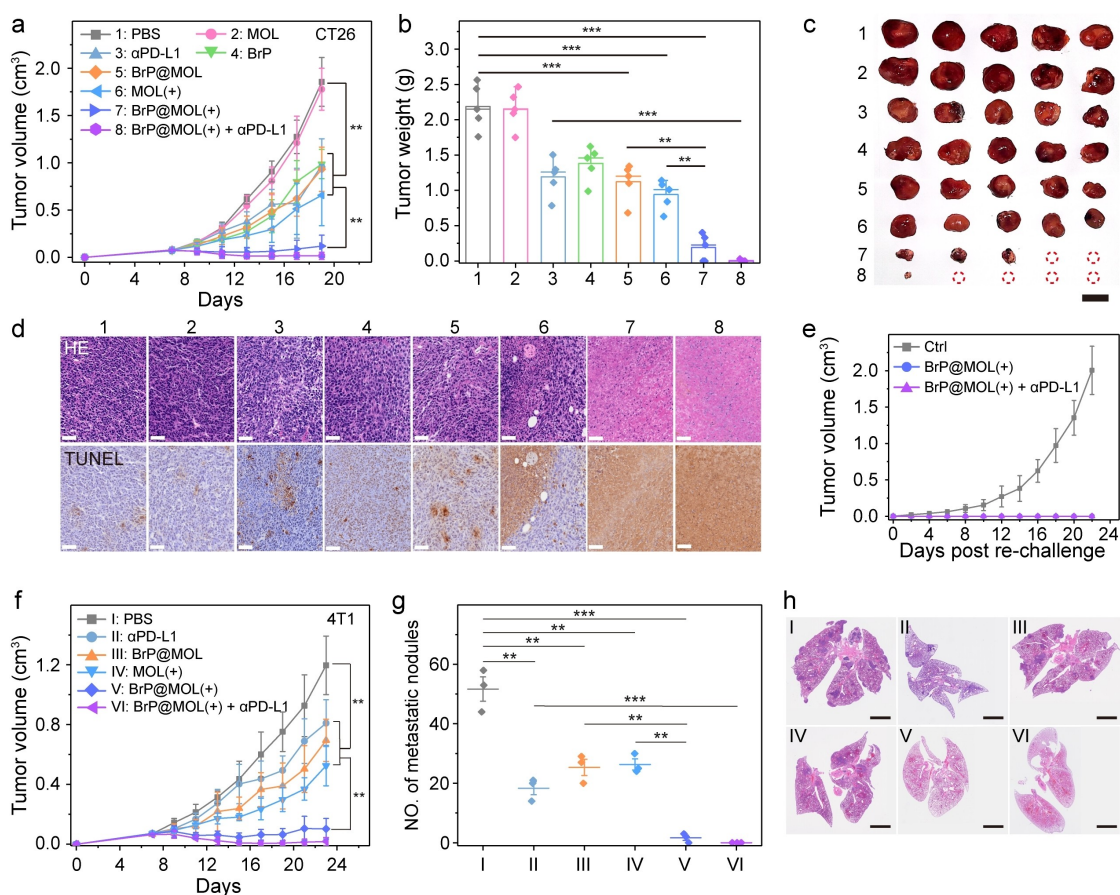 a
1: PBS
2: MOL
CT26
3: αPD-L1
4: BrP
5: BrP@MOL
6: MOL(+)
7: BrP@MOL(+)
8: BrP@MOL(+) + αPD-L1
Tumor volume (cm3)
2.0
1.5
1.0
0.5
0.0
**
**
0 4 8 12 16 20
Days
b
Tumor weight (g)
3.0
2.5
2.0
1.5
1.0
0.5
0.0
***
***
***
***
**
**
1 2 3 4 5 6 7 8
c
1
2
3
4
5
6
7
8
d
1 2 3 4 5 6 7 8
HE
TUNEL
e
Ctrl
BrP@MOL(+)
BrP@MOL(+) + αPD-L1
Tumor volume (cm3)
2.0
1.5
1.0
0.5
0.0
0 4 8 12 16 20 24
Days post re-challenge
f
I: PBS
4T1
II: αPD-L1
III: BrP@MOL
IV: MOL(+)
V: BrP@MOL(+)
VI: BrP@MOL(+) + αPD-L1
Tumor volume (cm3)
1.2
0.8
0.4
0.0
**
**
0 3 6 9 12 15 18 21 24
Days
g
NO. of metastatic nodules
60
40
20
0
***
**
**
**
***
**
**
I II III IV V VI
h
I II III
IV V VI